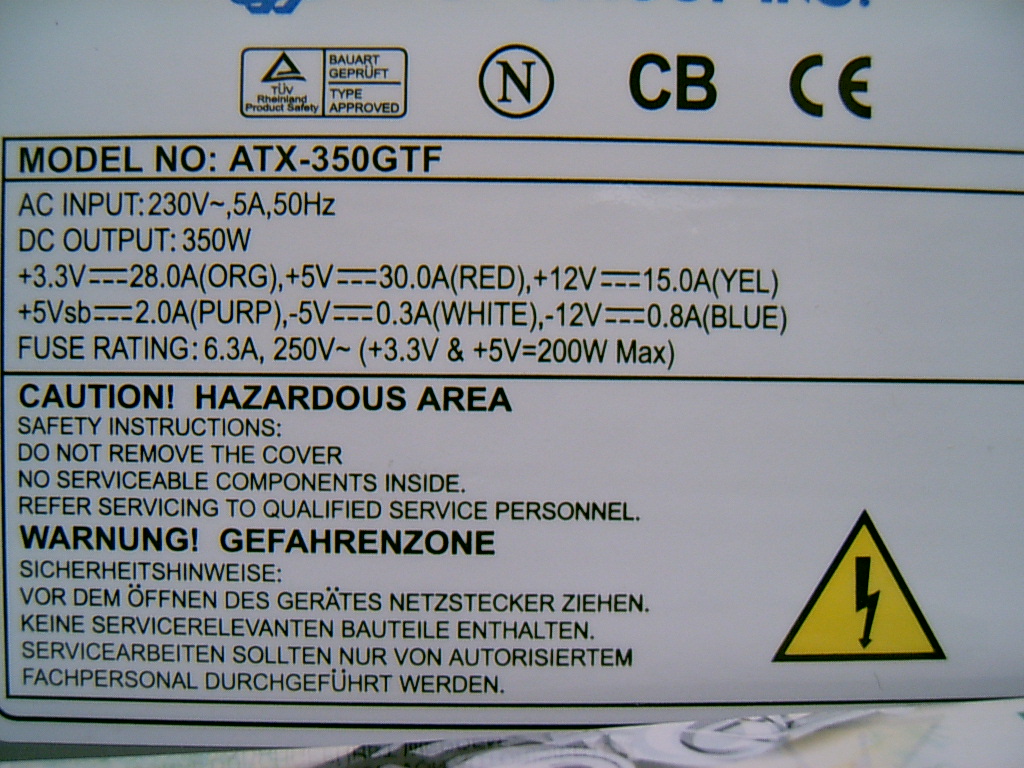 INC.
TÜV
Rheinland
Product Safety
BAUART
GEPRÜFT
TYPE
APPROVED
N
CB
CE
MODEL NO: ATX-350GTF
AC INPUT: 230V~,5A,50Hz
DC OUTPUT: 350W
+3.3V⎓28.0A(ORG),+5V⎓30.0A(RED),+12V⎓15.0A(YEL)
+5Vsb⎓2.0A(PURP),-5V⎓0.3A(WHITE),-12V⎓0.8A(BLUE)
FUSE RATING: 6.3A, 250V~ (+3.3V & +5V=200W Max)
CAUTION! HAZARDOUS AREA
SAFETY INSTRUCTIONS:
DO NOT REMOVE THE COVER
NO SERVICEABLE COMPONENTS INSIDE.
REFER SERVICING TO QUALIFIED SERVICE PERSONNEL.
WARNUNG! GEFAHRENZONE
SICHERHEITSHINWEISE:
VOR DEM ÖFFNEN DES GERÄTES NETZSTECKER ZIEHEN.
KEINE SERVICERELEVANTEN BAUTEILE ENTHALTEN.
SERVICEARBEITEN SOLLTEN NUR VON AUTORISIERTEM
FACHPERSONAL DURCHGEFÜHRT WERDEN.